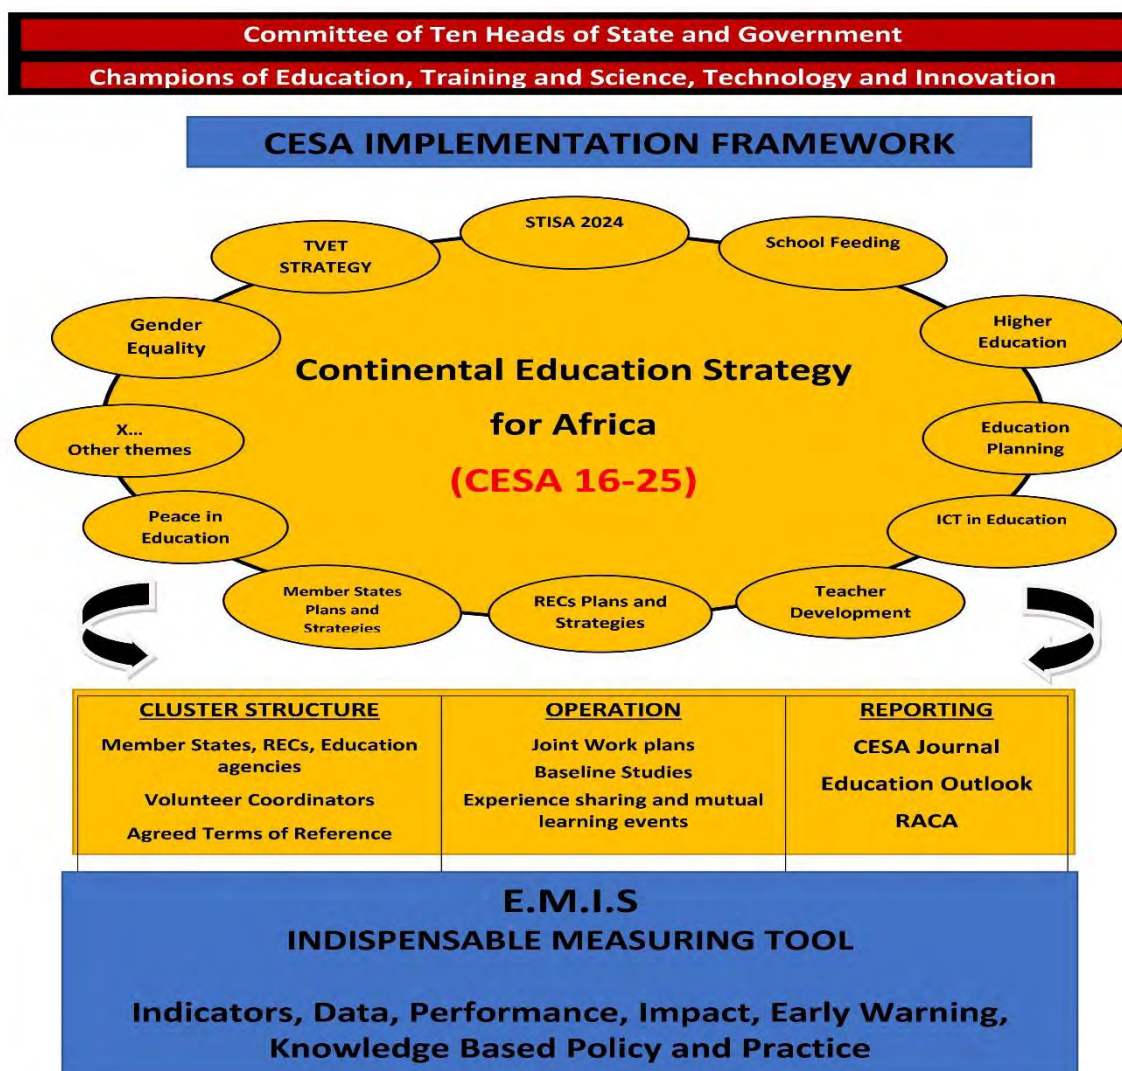 Committee of Ten Heads of State and Government
Champions of Education, Training and Science, Technology and Innovation
CESA IMPLEMENTATION FRAMEWORK
STISA 2024
TVET
STRATEGY
School Feeding
Gender
Equality
Higher
Education
Continental Education Strategy
for Africa
(CESA 16-25)
X...
Other themes
Education
Planning
Peace in
Education
ICT in Education
Member States
Plans and
Strategies
RECs Plans and
Strategies
Teacher
Development
CLUSTER STRUCTURE
Member States, RECs, Education
agencies
Volunteer Coordinators
Agreed Terms of Reference
OPERATION
Joint Work plans
Baseline Studies
Experience sharing and mutual
learning events
REPORTING
CESA Journal
Education Outlook
RACA
E.M.I.S
INDISPENSABLE MEASURING TOOL
Indicators, Data, Performance, Impact, Early Warning,
Knowledge Based Policy and Practice